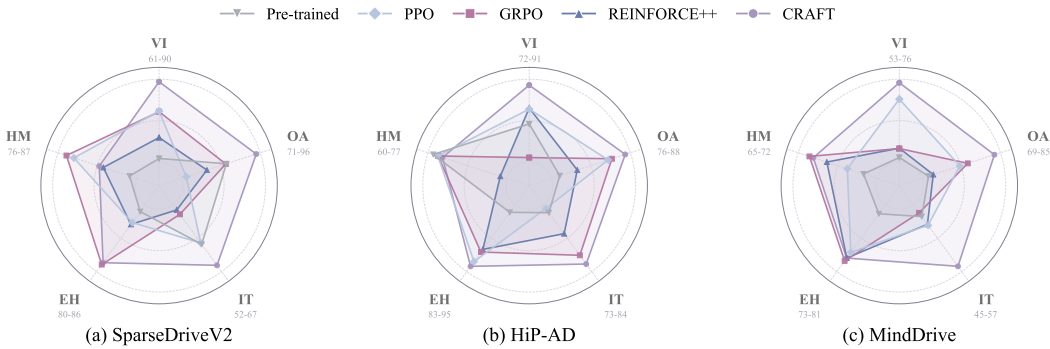 Pre-trained PPO GRPO REINFORCE++ CRAFT
VI
61-90
HM
76-87
OA
71-96
EH
80-86
IT
52-67
(a) SparseDriveV2
VI
72-91
HM
60-77
OA
76-88
EH
83-95
IT
73-84
(b) HiP-AD
VI
53-76
HM
65-72
OA
69-85
EH
73-81
IT
45-57
(c) MindDrive